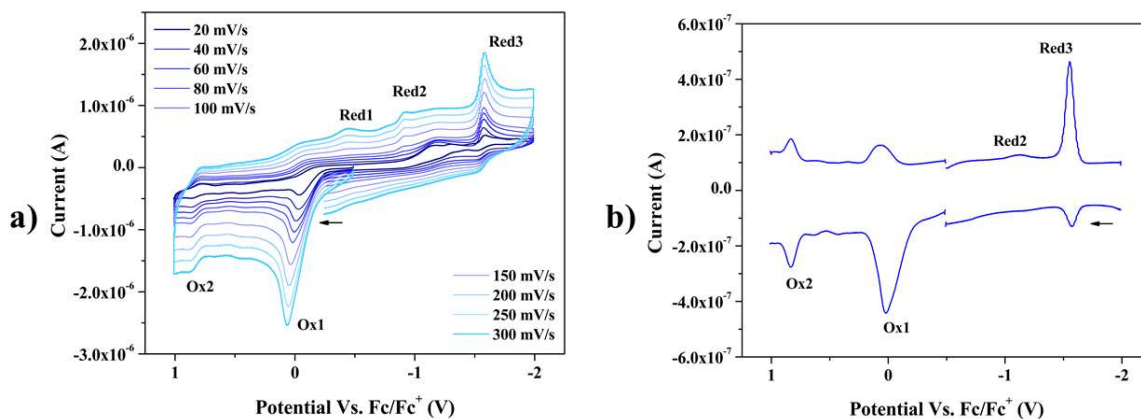 a)
Current (A)
2.0x10⁻⁶
1.0x10⁻⁶
0.0
-1.0x10⁻⁶
-2.0x10⁻⁶
-3.0x10⁻⁶
20 mV/s
40 mV/s
60 mV/s
80 mV/s
100 mV/s
Red1
Red2
Red3
Ox2
Ox1
150 mV/s
200 mV/s
250 mV/s
300 mV/s
1 0 -1 -2
Potential Vs. Fc/Fc⁺ (V)
b)
Current (A)
6.0x10⁻⁷
4.0x10⁻⁷
2.0x10⁻⁷
0.0
-2.0x10⁻⁷
-4.0x10⁻⁷
-6.0x10⁻⁷
Red3
Red2
Ox2
Ox1
1 0 -1 -2
Potential Vs. Fc/Fc⁺ (V)